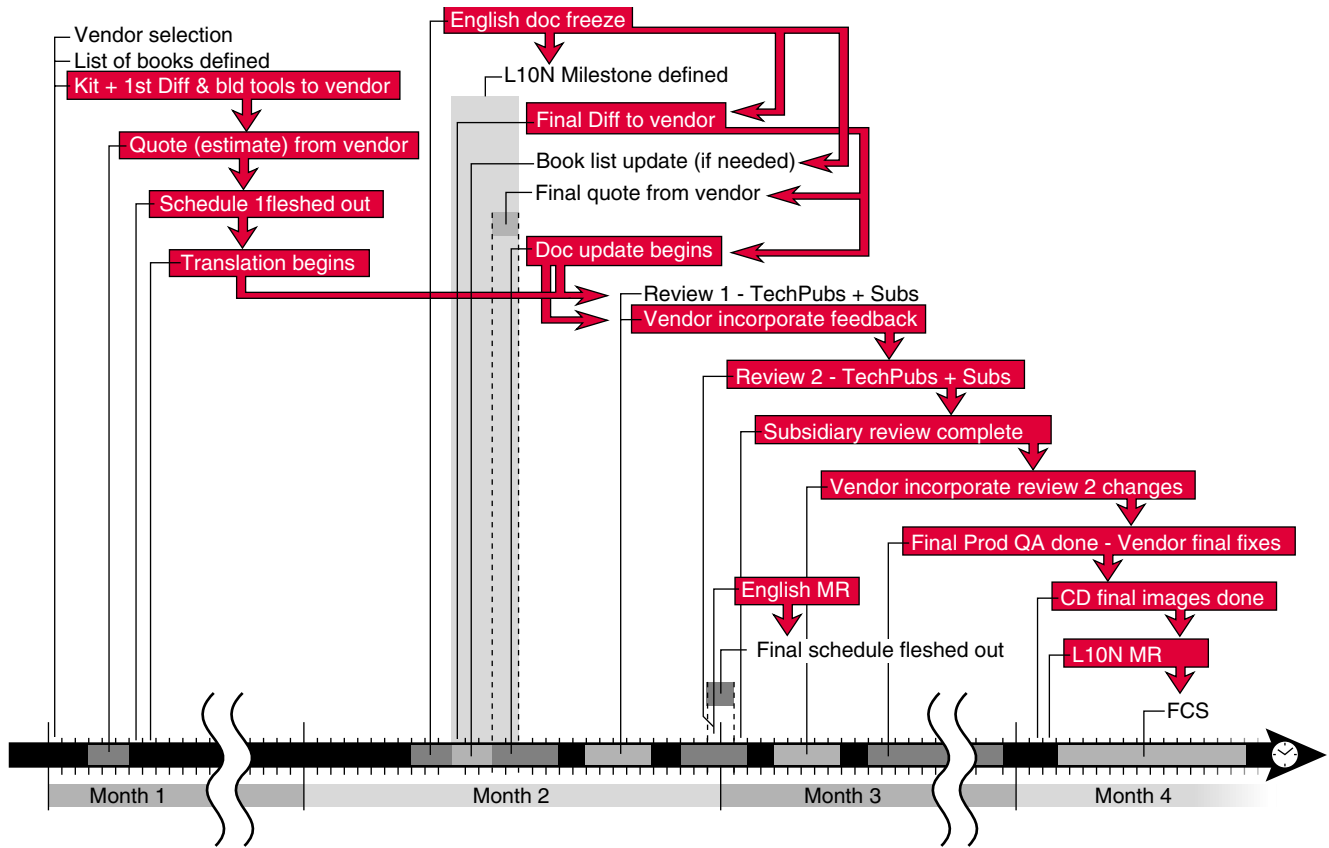 Vendor selection
List of books defined
Kit + 1st Diff & bld tools to vendor
Quote (estimate) from vendor
Schedule 1fleshed out
Translation begins
English doc freeze
L10N Milestone defined
Final Diff to vendor
Book list update (if needed)
Final quote from vendor
Doc update begins
Review 1 - TechPubs + Subs
Vendor incorporate feedback
Review 2 - TechPubs + Subs
Subsidiary review complete
Vendor incorporate review 2 changes
Final Prod QA done - Vendor final fixes
English MR
Final schedule fleshed out
CD final images done
L10N MR
FCS
Month 1
Month 2
Month 3
Month 4